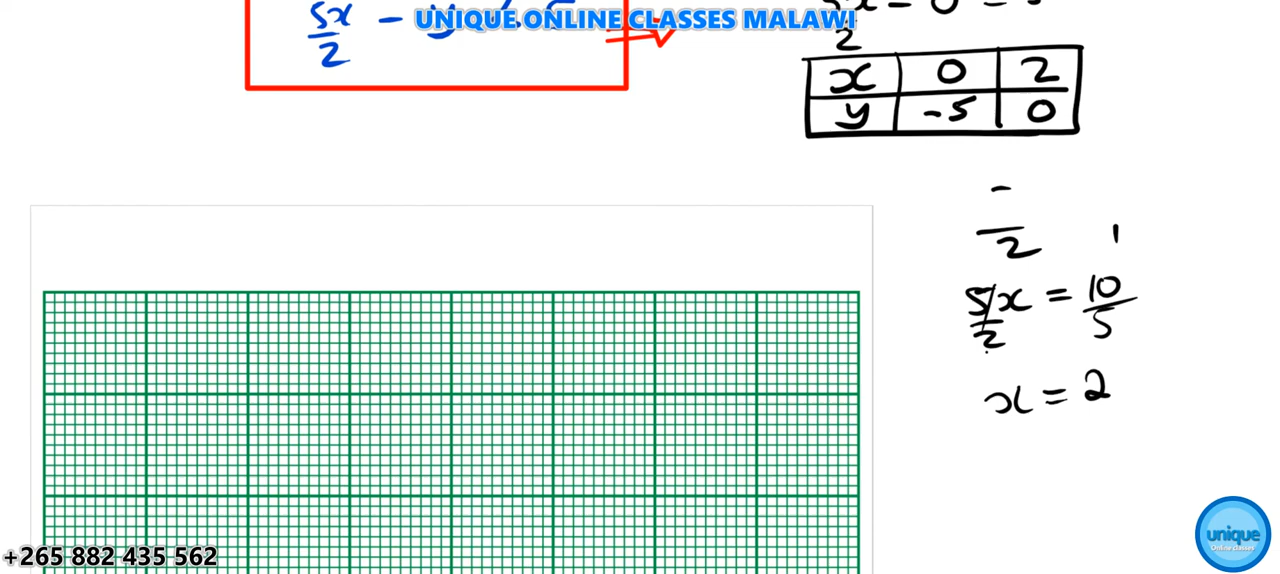 UNIQUE ONLINE CLASSES MALAWI
5x/2 - y
2
x 0 2
y -5 0
-
2 1
5/2 x = 10/5
x = 2
unique
Online classes
+265 882 435 562